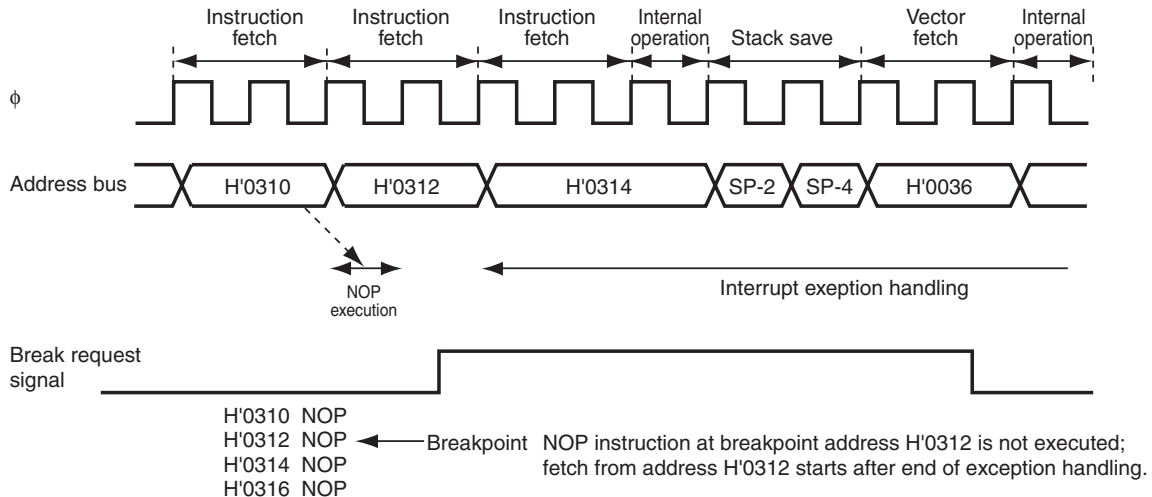 Instruction fetch
Instruction fetch
Instruction fetch
Internal operation
Stack save
Vector fetch
Internal operation
ϕ
Address bus
H'0310
H'0312
H'0314
SP-2
SP-4
H'0036
NOP execution
Interrupt exeption handling
Break request signal
H'0310 NOP
H'0312 NOP
H'0314 NOP
H'0316 NOP
Breakpoint
NOP instruction at breakpoint address H'0312 is not executed;
fetch from address H'0312 starts after end of exception handling.